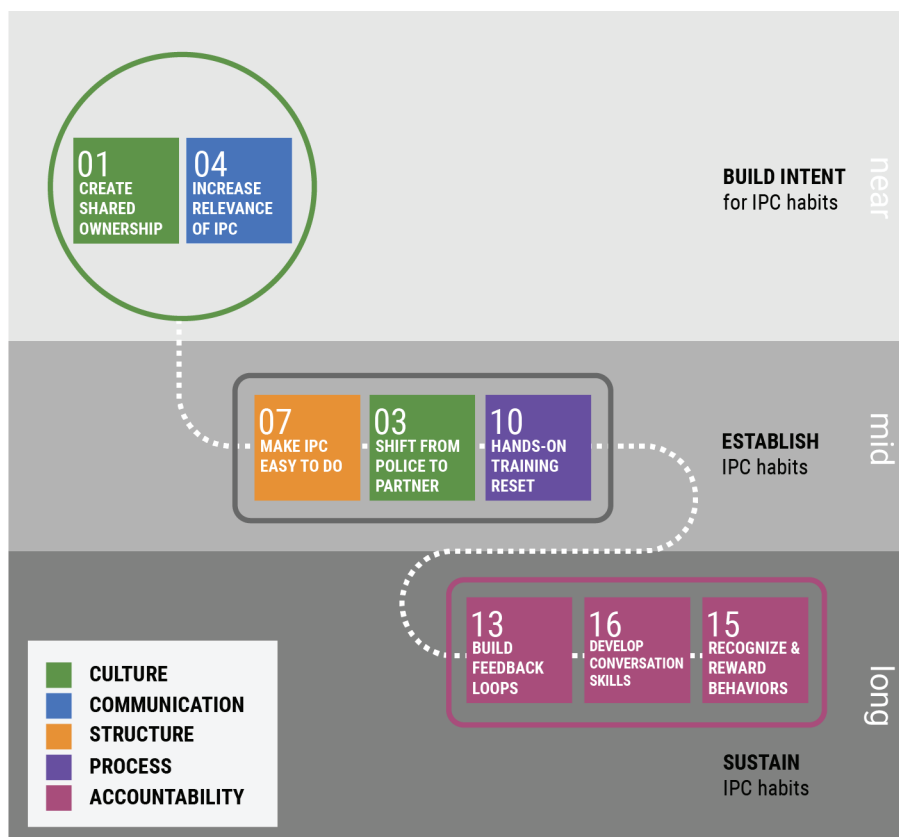 01
CREATE
SHARED
OWNERSHIP
04
INCREASE
RELEVANCE
OF IPC
BUILD INTENT
for IPC habits
near
07
MAKE IPC
EASY TO DO
03
SHIFT FROM
POLICE TO
PARTNER
10
HANDS-ON
TRAINING
RESET
ESTABLISH
IPC habits
mid
13
BUILD
FEEDBACK
LOOPS
16
DEVELOP
CONVERSATION
SKILLS
15
RECOGNIZE &
REWARD
BEHAVIORS
long
SUSTAIN
IPC habits
CULTURE
COMMUNICATION
STRUCTURE
PROCESS
ACCOUNTABILITY